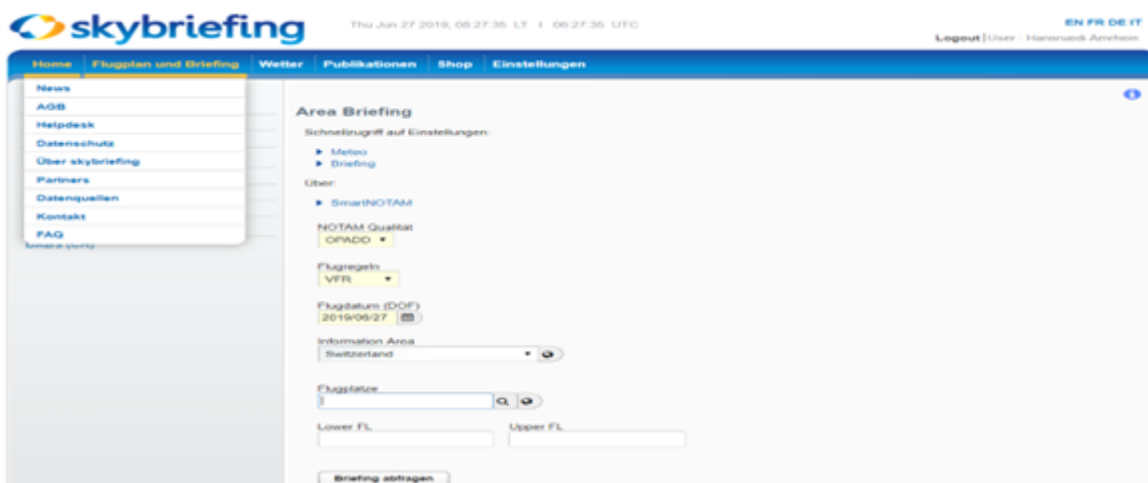 skybriefing
Thu Jun 27 2019, 08:27:35 LT I 06:27:35 UTC
EN FR DE IT
Logout | User : Hansruedi Amrhein
Home Flugplan und Briefing Wetter Publikationen Shop Einstellungen
News
AGB
Helpdesk
Datenschutz
Über skybriefing
Partners
Datenquellen
Kontakt
FAQ
Area Briefing
Schnellzugriff auf Einstellungen:
Meteo
Briefing
Über:
SmartNOTAM
NOTAM Qualität
OPADD
Flugregeln
VFR
Flugdatum (DOF)
2019/06/27
Information Area
Switzerland
Flugplätze
Lower FL Upper FL
Briefing abfragen